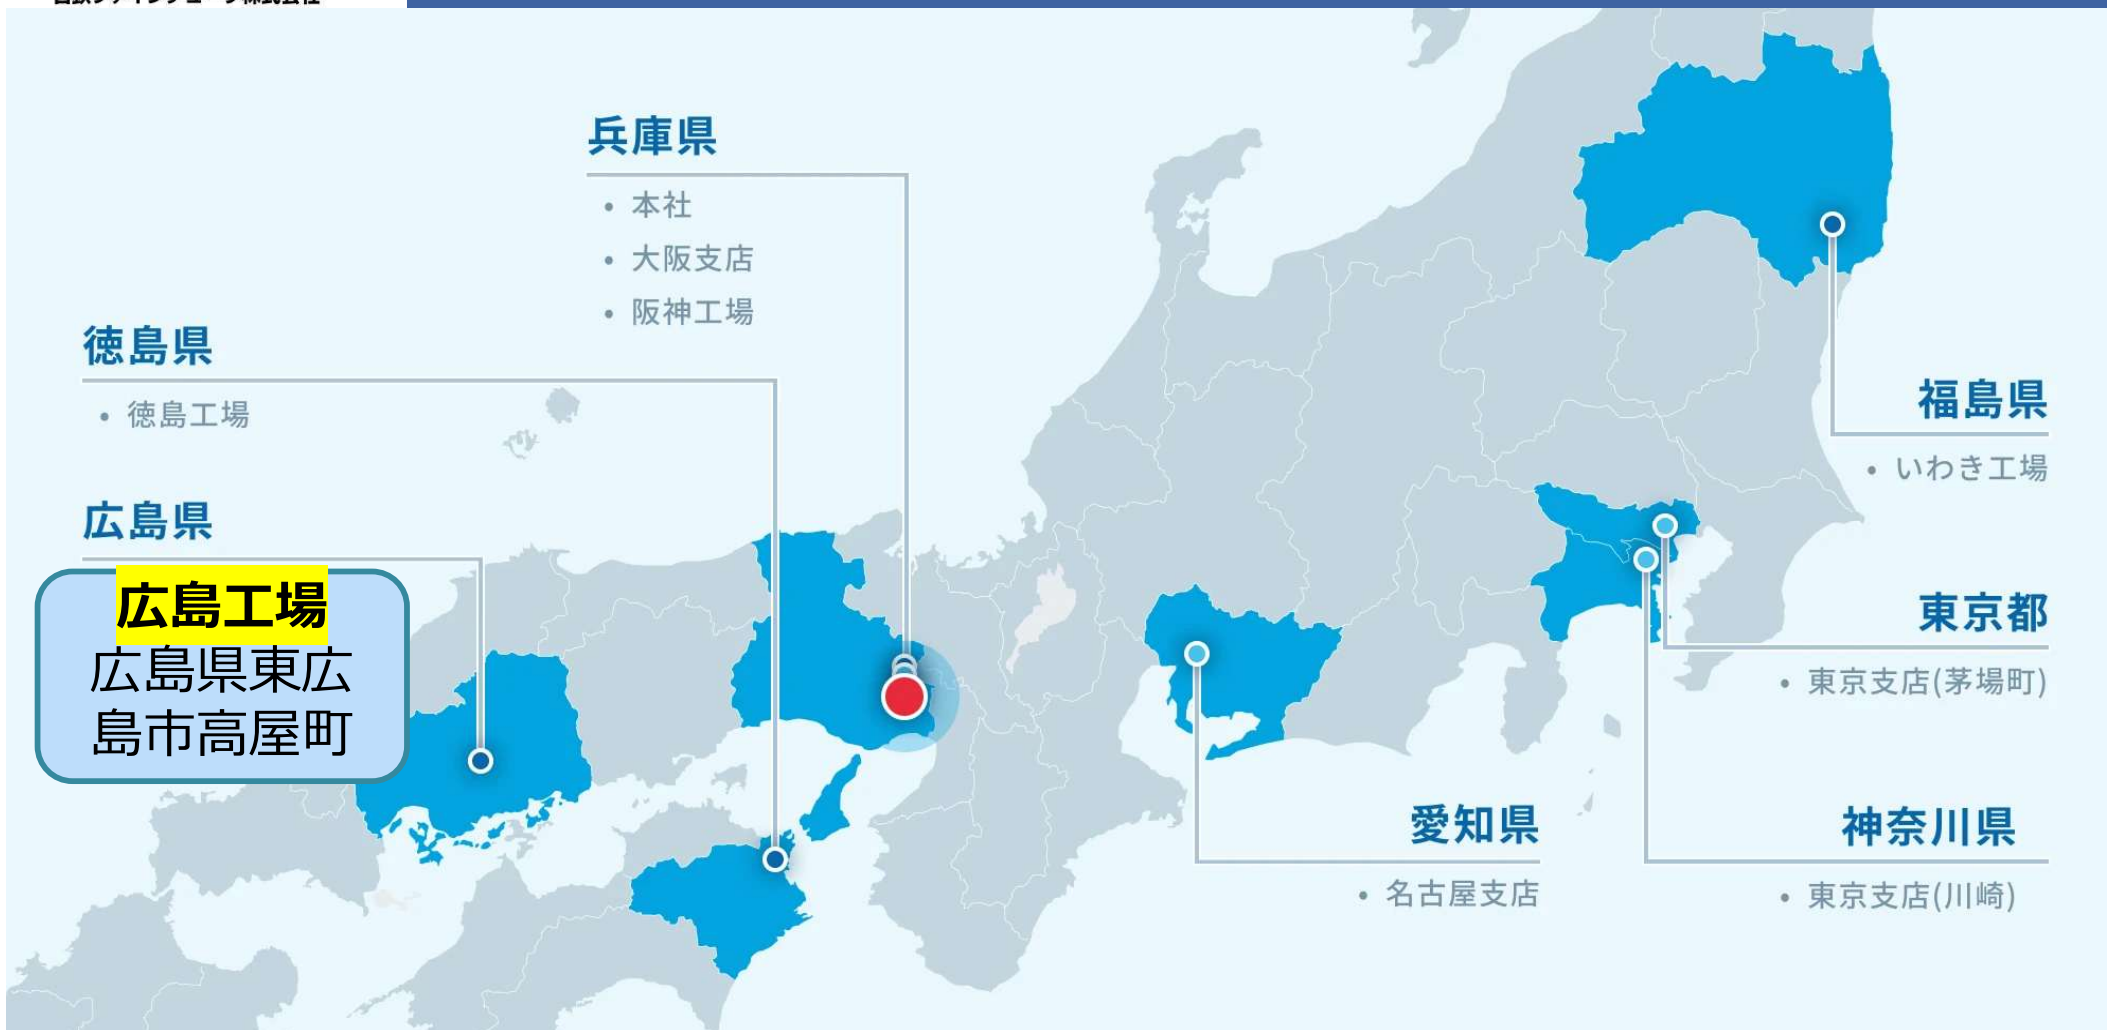 兵庫県
• 本社
• 大阪支店
• 阪神工場
徳島県
• 徳島工場
広島県
広島工場
広島県東広
島市高屋町
福島県
• いわき工場
東京都
• 東京支店(茅場町)
愛知県
• 名古屋支店
神奈川県
• 東京支店(川崎)